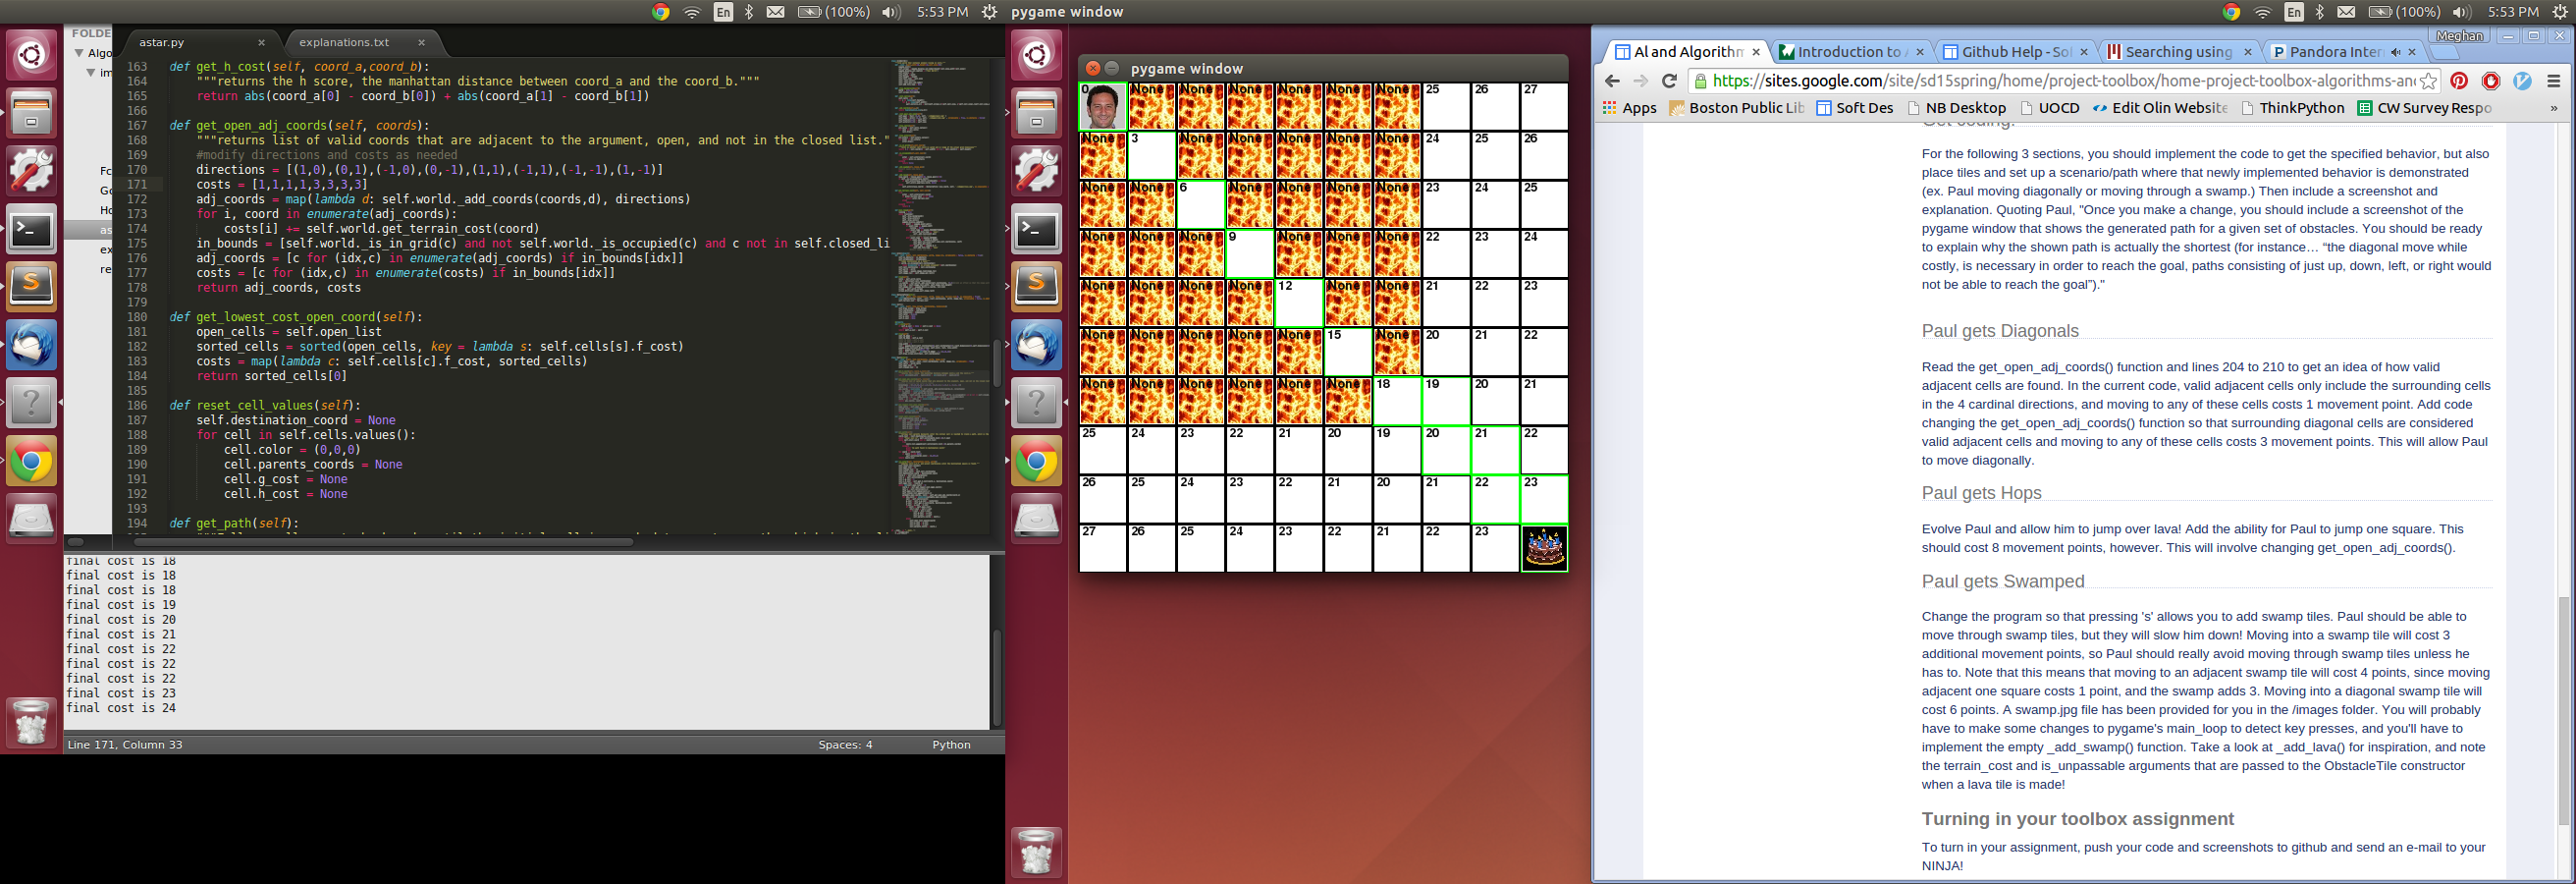 En (100%) 5:53 PM pygame window En (100%) 5:53 PM
FOLDE
Algo
im
Fc
Go
Ho
as
ex
re
astar.py × explanations.txt ×
163 def get_h_cost(self, coord_a,coord_b):
164 """returns the h score, the manhattan distance between coord_a and the coord_b."""
165 return abs(coord_a[0] - coord_b[0]) + abs(coord_a[1] - coord_b[1])
166
167 def get_open_adj_coords(self, coords):
168 """returns list of valid coords that are adjacent to the argument, open, and not in the closed list."
169 #modify directions and costs as needed
170 directions = [(1,0),(0,1),(-1,0),(0,-1),(1,1),(-1,1),(-1,-1),(1,-1)]
171 costs = [1,1,1,1,3,3,3,3]
172 adj_coords = map(lambda d: self.world._add_coords(coords,d), directions)
173 for i, coord in enumerate(adj_coords):
174 costs[i] += self.world.get_terrain_cost(coord)
175 in_bounds = [self.world._is_in_grid(c) and not self.world._is_occupied(c) and c not in self.closed_li
176 adj_coords = [c for (idx,c) in enumerate(adj_coords) if in_bounds[idx]]
177 costs = [c for (idx,c) in enumerate(costs) if in_bounds[idx]]
178 return adj_coords, costs
179
180 def get_lowest_cost_open_coord(self):
181 open_cells = self.open_list
182 sorted_cells = sorted(open_cells, key = lambda s: self.cells[s].f_cost)
183 costs = map(lambda c: self.cells[c].f_cost, sorted_cells)
184 return sorted_cells[0]
185
186 def reset_cell_values(self):
187 self.destination_coord = None
188 for cell in self.cells.values():
189 cell.color = (0,0,0)
190 cell.parents_coords = None
191 cell.g_cost = None
192 cell.h_cost = None
193
194 def get_path(self):
final cost is 18
final cost is 18
final cost is 18
final cost is 19
final cost is 20
final cost is 21
final cost is 22
final cost is 22
final cost is 22
final cost is 23
final cost is 24
Line 171, Column 33 Spaces: 4 Python
pygame window
0 None None None None None None 25 26 27
None 3 None None None None None 24 25 26
None None 6 None None None None 23 24 25
None None None 9 None None None 22 23 24
None None None None 12 None None 21 22 23
None None None None None 15 None 20 21 22
None None None None None None 18 19 20 21
25 24 23 22 21 20 19 20 21 22
26 25 24 23 22 21 20 21 22 23
27 26 25 24 23 22 21 22 23
Meghan
AI and Algorithm × Introduction to A × Github Help - Sol × Searching using × Pandora Inter ×
https://sites.google.com/site/sd15spring/home/project-toolbox/home-project-toolbox-algorithms-and
Apps Boston Public Lib Soft Des NB Desktop UOCD Edit Olin Website ThinkPython CW Survey Respo »
Get coding!
For the following 3 sections, you should implement the code to get the specified behavior, but also
place tiles and set up a scenario/path where that newly implemented behavior is demonstrated
(ex. Paul moving diagonally or moving through a swamp.) Then include a screenshot and
explanation. Quoting Paul, "Once you make a change, you should include a screenshot of the
pygame window that shows the generated path for a given set of obstacles. You should be ready
to explain why the shown path is actually the shortest (for instance… “the diagonal move while
costly, is necessary in order to reach the goal, paths consisting of just up, down, left, or right would
not be able to reach the goal”)."
Paul gets Diagonals
Read the get_open_adj_coords() function and lines 204 to 210 to get an idea of how valid
adjacent cells are found. In the current code, valid adjacent cells only include the surrounding cells
in the 4 cardinal directions, and moving to any of these cells costs 1 movement point. Add code
changing the get_open_adj_coords() function so that surrounding diagonal cells are considered
valid adjacent cells and moving to any of these cells costs 3 movement points. This will allow Paul
to move diagonally.
Paul gets Hops
Evolve Paul and allow him to jump over lava! Add the ability for Paul to jump one square. This
should cost 8 movement points, however. This will involve changing get_open_adj_coords().
Paul gets Swamped
Change the program so that pressing 's' allows you to add swamp tiles. Paul should be able to
move through swamp tiles, but they will slow him down! Moving into a swamp tile will cost 3
additional movement points, so Paul should really avoid moving through swamp tiles unless he
has to. Note that this means that moving to an adjacent swamp tile will cost 4 points, since moving
adjacent one square costs 1 point, and the swamp adds 3. Moving into a diagonal swamp tile will
cost 6 points. A swamp.jpg file has been provided for you in the /images folder. You will probably
have to make some changes to pygame's main_loop to detect key presses, and you'll have to
implement the empty _add_swamp() function. Take a look at _add_lava() for inspiration, and note
the terrain_cost and is_unpassable arguments that are passed to the ObstacleTile constructor
when a lava tile is made!
Turning in your toolbox assignment
To turn in your assignment, push your code and screenshots to github and send an e-mail to your
NINJA!